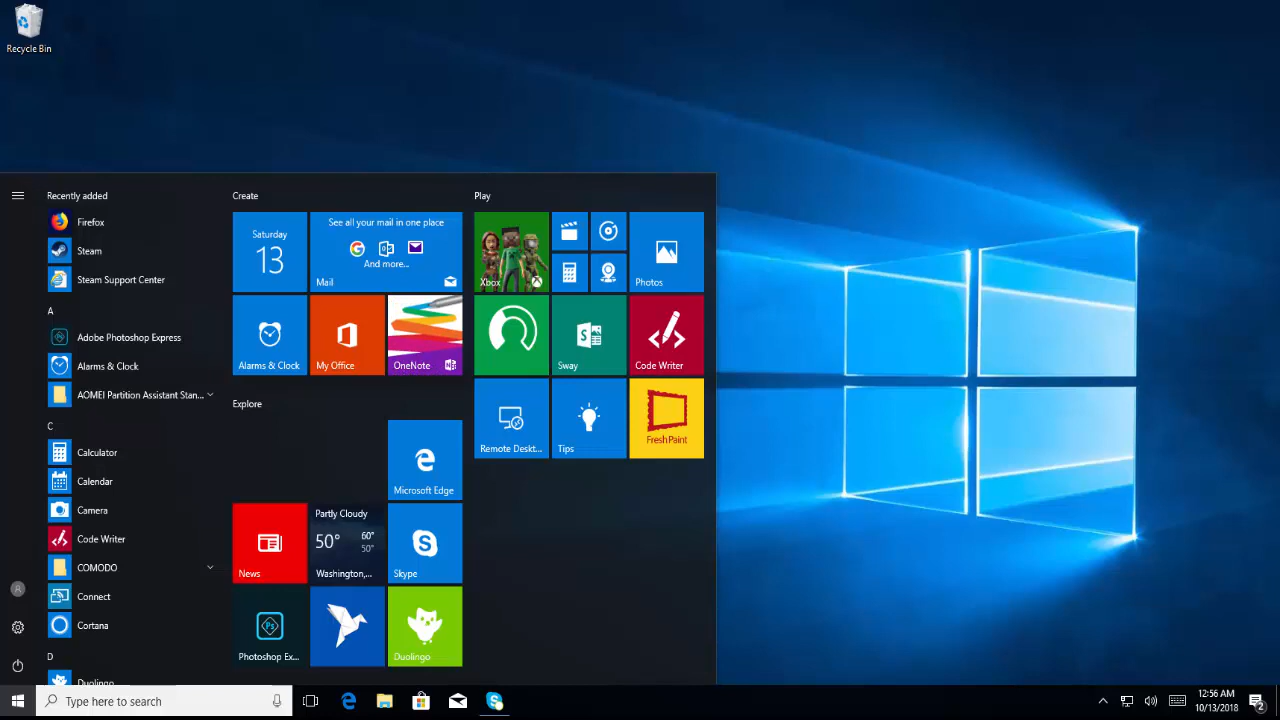 Recycle Bin
Recently added
Firefox
Steam
Steam Support Center
A
Adobe Photoshop Express
Alarms & Clock
AOMEI Partition Assistant Stan...
C
Calculator
Calendar
Camera
Code Writer
COMODO
Connect
Cortana
D
Duolingo
Create
Saturday
13
See all your mail in one place
And more...
Mail
Alarms & Clock
My Office
OneNote
Explore
Microsoft Edge
News
Partly Cloudy
50° 60°
50°
Washington,...
Skype
Photoshop Ex...
Duolingo
Play
Xbox
Photos
Sway
Code Writer
Remote Deskt...
Tips
Fresh Paint
Type here to search
12:56 AM
10/13/2018
2